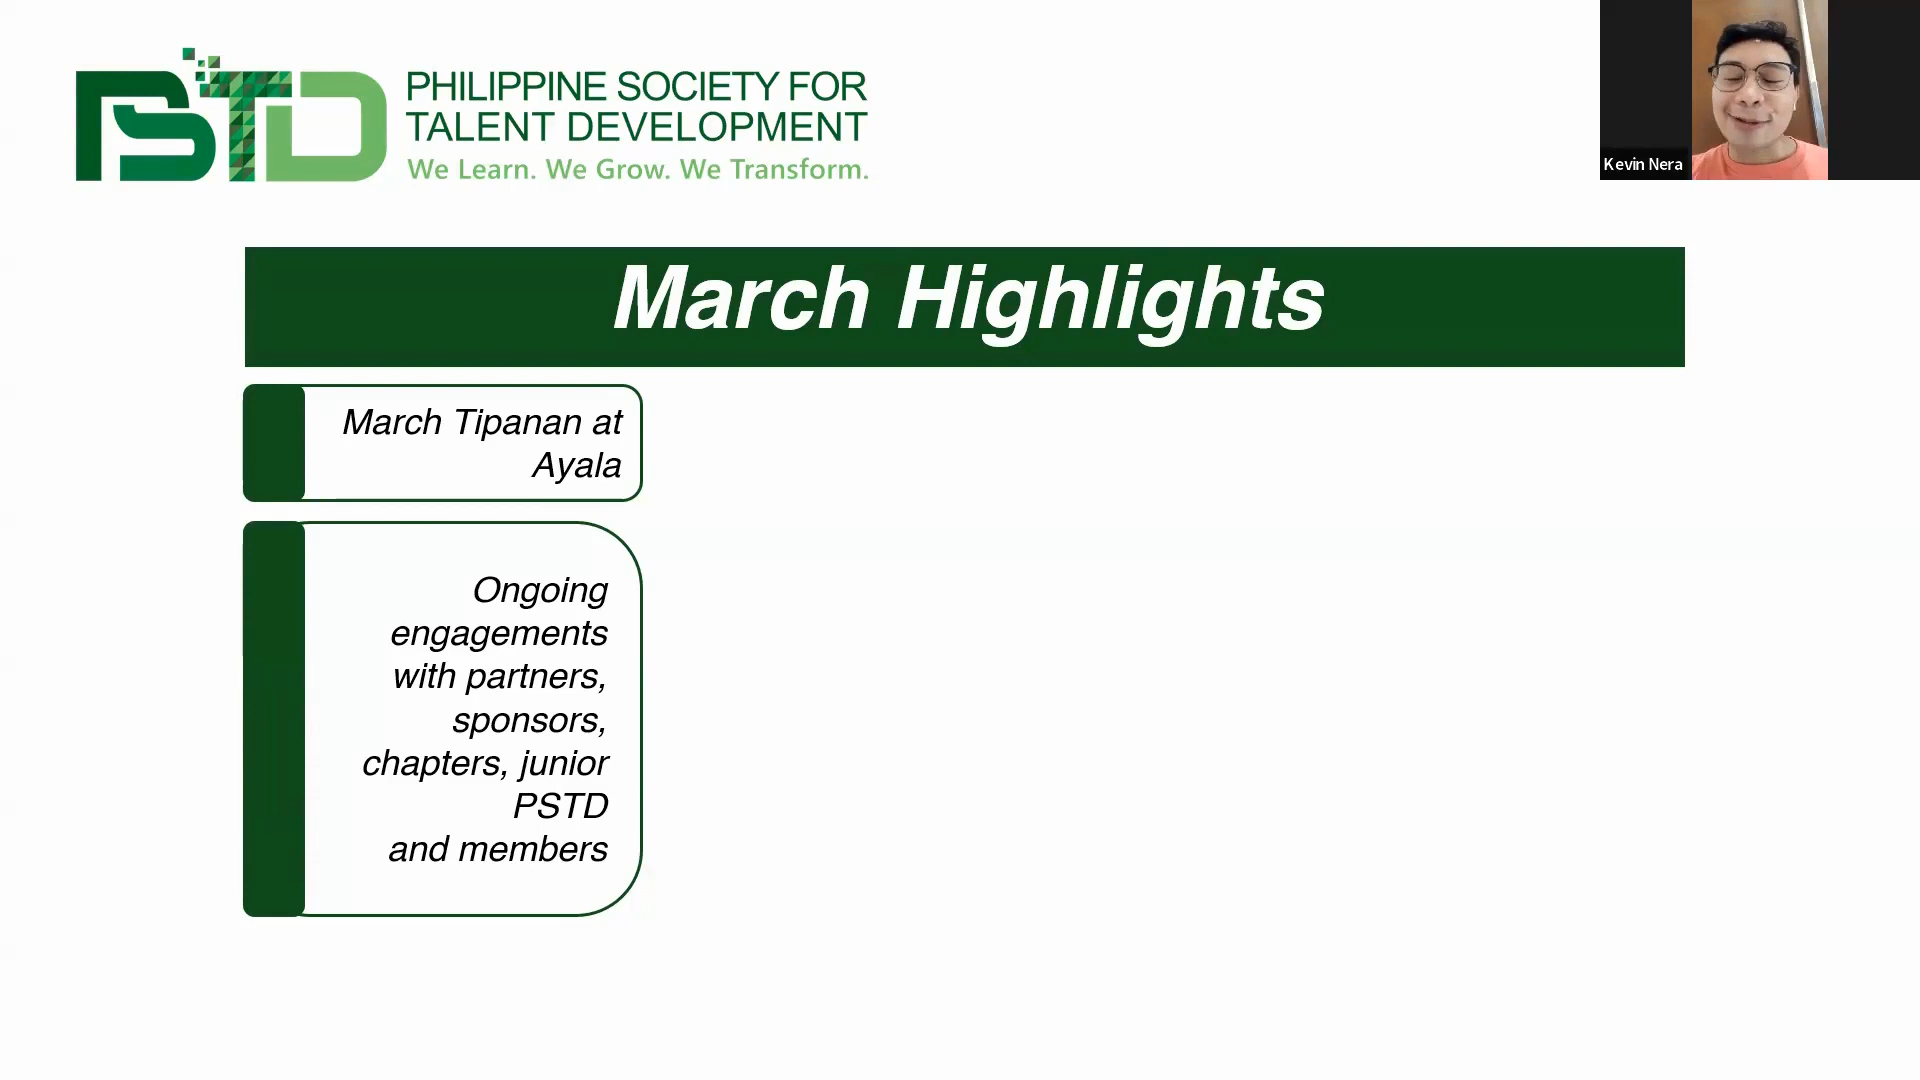 PSTD
PHILIPPINE SOCIETY FOR
TALENT DEVELOPMENT
We Learn. We Grow. We Transform.
Kevin Nera
March Highlights
March Tipanan at
Ayala
Ongoing
engagements
with partners,
sponsors,
chapters, junior
PSTD
and members